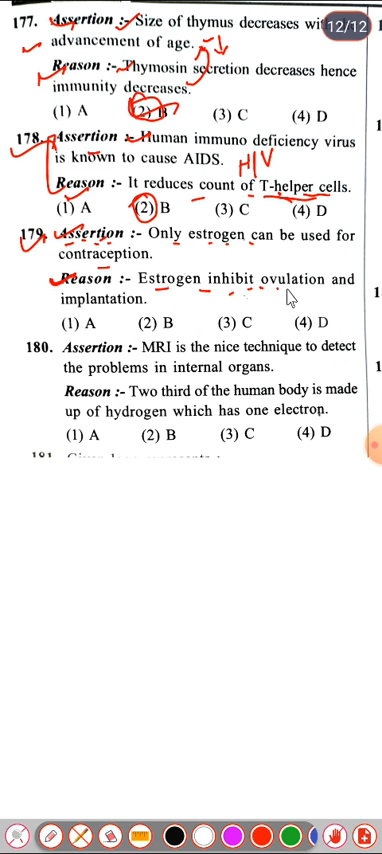 177. Assertion :- Size of thymus decreases
12/12
advancement of age.
Reason :- Thymosin secretion decreases hence
immunity decreases.
(1) A (2) B (3) C (4) D
178. Assertion :- Human immuno deficiency virus
is known to cause AIDS.
HIV
Reason :- It reduces count of T-helper cells.
(1) A (2) B (3) C (4) D
179. Assertion :- Only estrogen can be used for
contraception.
Reason :- Estrogen inhibit ovulation and
implantation.
(1) A (2) B (3) C (4) D
180. Assertion :- MRI is the nice technique to detect
the problems in internal organs.
Reason :- Two third of the human body is made
up of hydrogen which has one electron.
(1) A (2) B (3) C (4) D